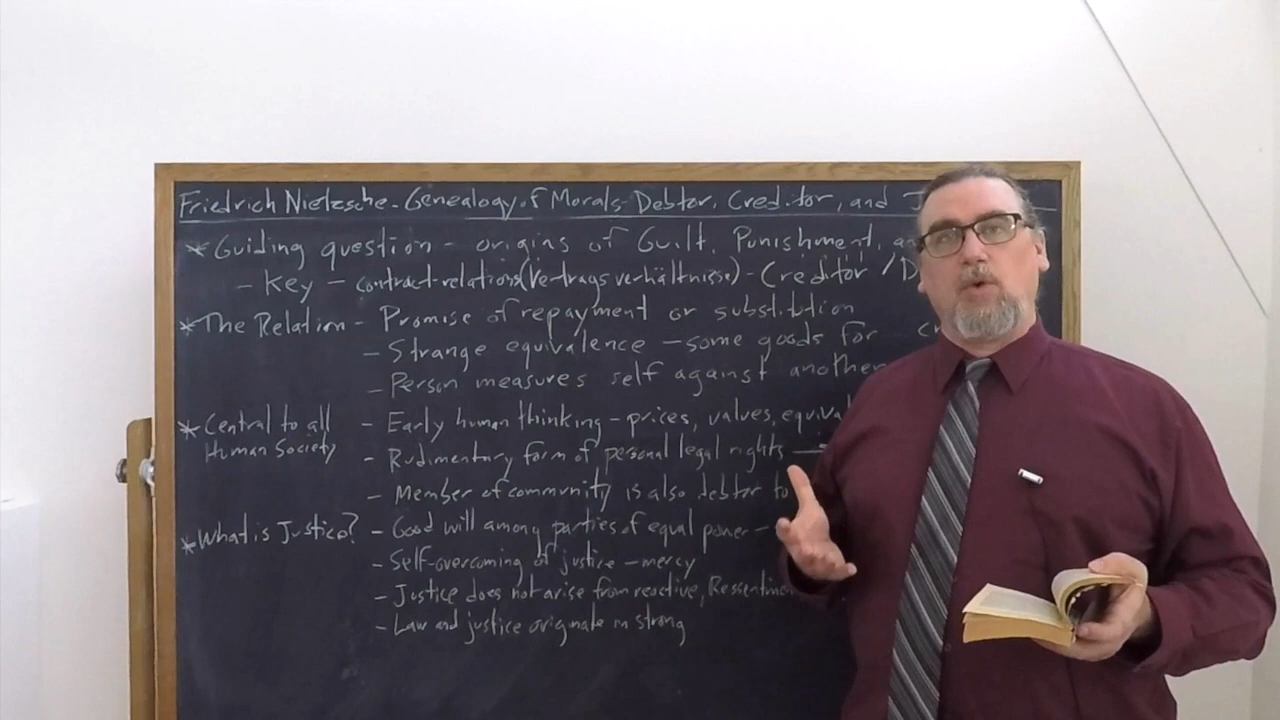 Friedrich Nietzsche - Genealogy of Morals - Debtor, Creditor, and
* Guiding question - origins of Guilt, Punishment,
- Key - contract-relations (Vertragsverhältnisse) - Creditor /
* The Relation - Promise of repayment or substitution
- Strange equivalence - some goods for
- Person measures self against another
* Central to all Human Society - Early human thinking - prices, values,
- Rudimentary form of personal legal rights -
- Member of community is also debtor to
* What is Justice? - Good will among parties of equal power -
- Self-overcoming of justice - mercy
- Justice does not arise from reactive,
- Law and justice originate in strong